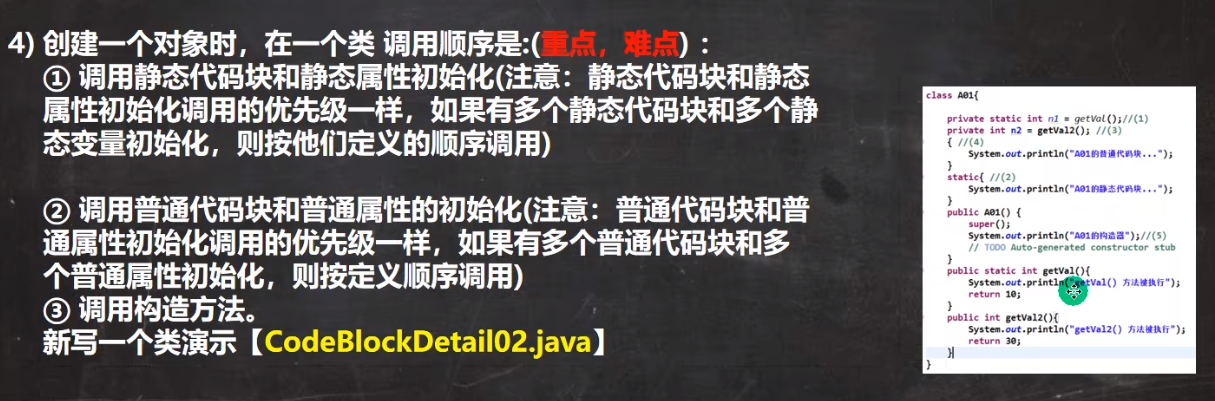 4) 创建一个对象时，在一个类 调用顺序是:(重点，难点) ：
① 调用静态代码块和静态属性初始化(注意：静态代码块和静态
属性初始化调用的优先级一样，如果有多个静态代码块和多个静
态变量初始化，则按他们定义的顺序调用)
② 调用普通代码块和普通属性的初始化(注意：普通代码块和普
通属性初始化调用的优先级一样，如果有多个普通代码块和多
个普通属性初始化，则按定义顺序调用)
③ 调用构造方法。
新写一个类演示【CodeBlockDetail02.java】
class A01{
private static int n1 = getVal();//(1)
private int n2 = getVal2(); //(3)
{ //(4)
System.out.println("A01的普通代码块...");
}
static{ //(2)
System.out.println("A01的静态代码块...");
}
public A01() {
super();
System.out.println("A01的构造器");//(5)
// TODO Auto-generated constructor stub
}
public static int getVal(){
System.out.println("getVal() 方法被执行");
return 10;
}
public int getVal2(){
System.out.println("getVal2() 方法被执行");
return 30;
}
}